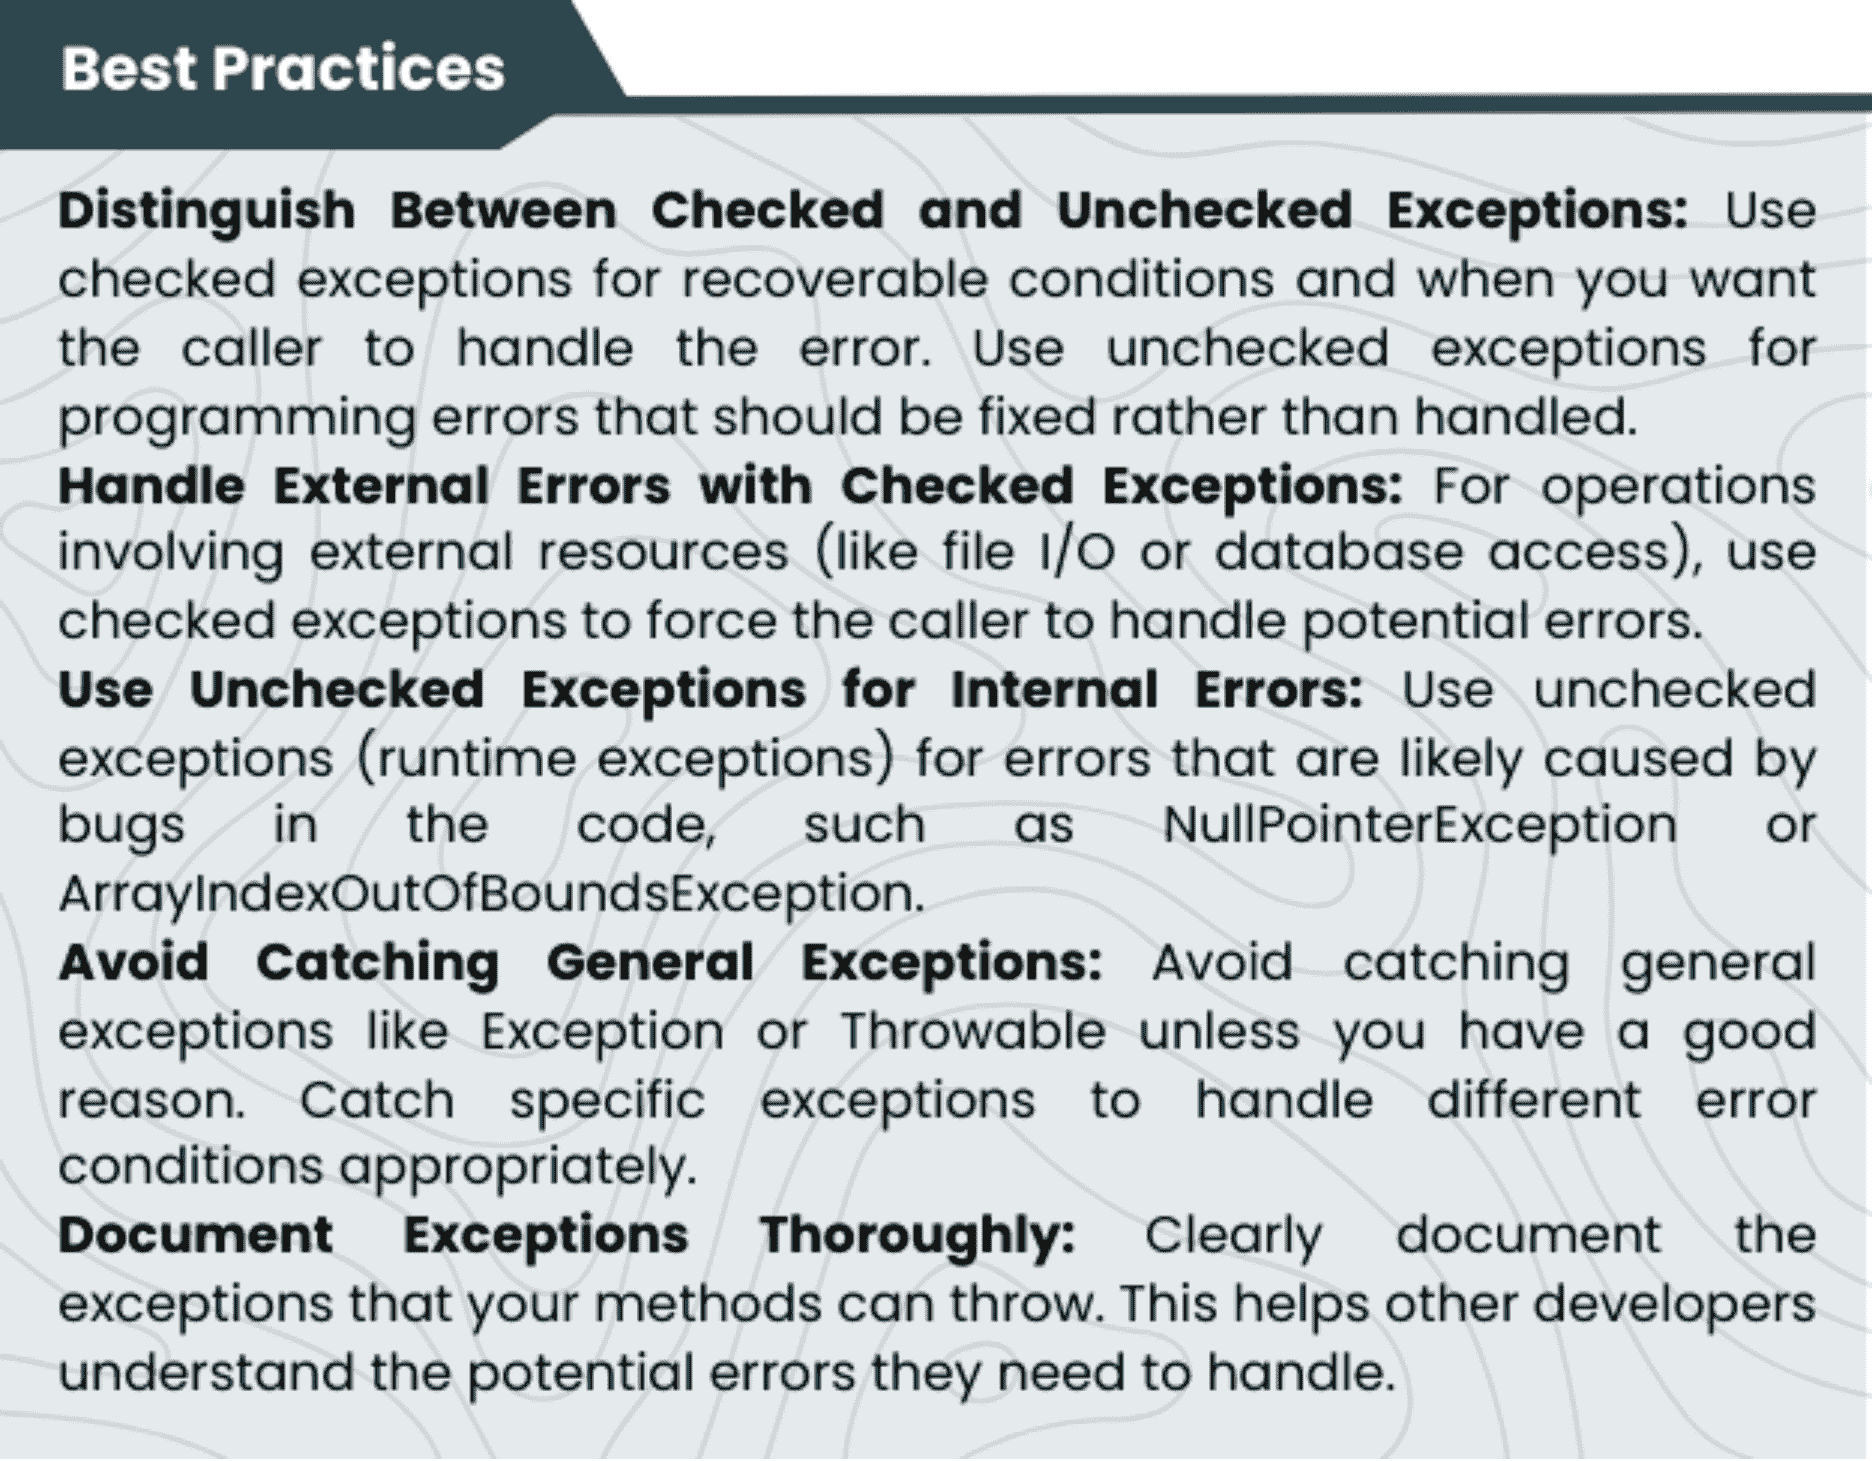 Best Practices
Distinguish Between Checked and Unchecked Exceptions: Use
checked exceptions for recoverable conditions and when you want
the caller to handle the error. Use unchecked exceptions for
programming errors that should be fixed rather than handled.
Handle External Errors with Checked Exceptions: For operations
involving external resources (like file I/O or database access), use
checked exceptions to force the caller to handle potential errors.
Use Unchecked Exceptions for Internal Errors: Use unchecked
exceptions (runtime exceptions) for errors that are likely caused by
bugs in the code, such as NullPointerException or
ArrayIndexOutOfBoundsException.
Avoid Catching General Exceptions: Avoid catching general
exceptions like Exception or Throwable unless you have a good
reason. Catch specific exceptions to handle different error
conditions appropriately.
Document Exceptions Thoroughly: Clearly document the
exceptions that your methods can throw. This helps other developers
understand the potential errors they need to handle.